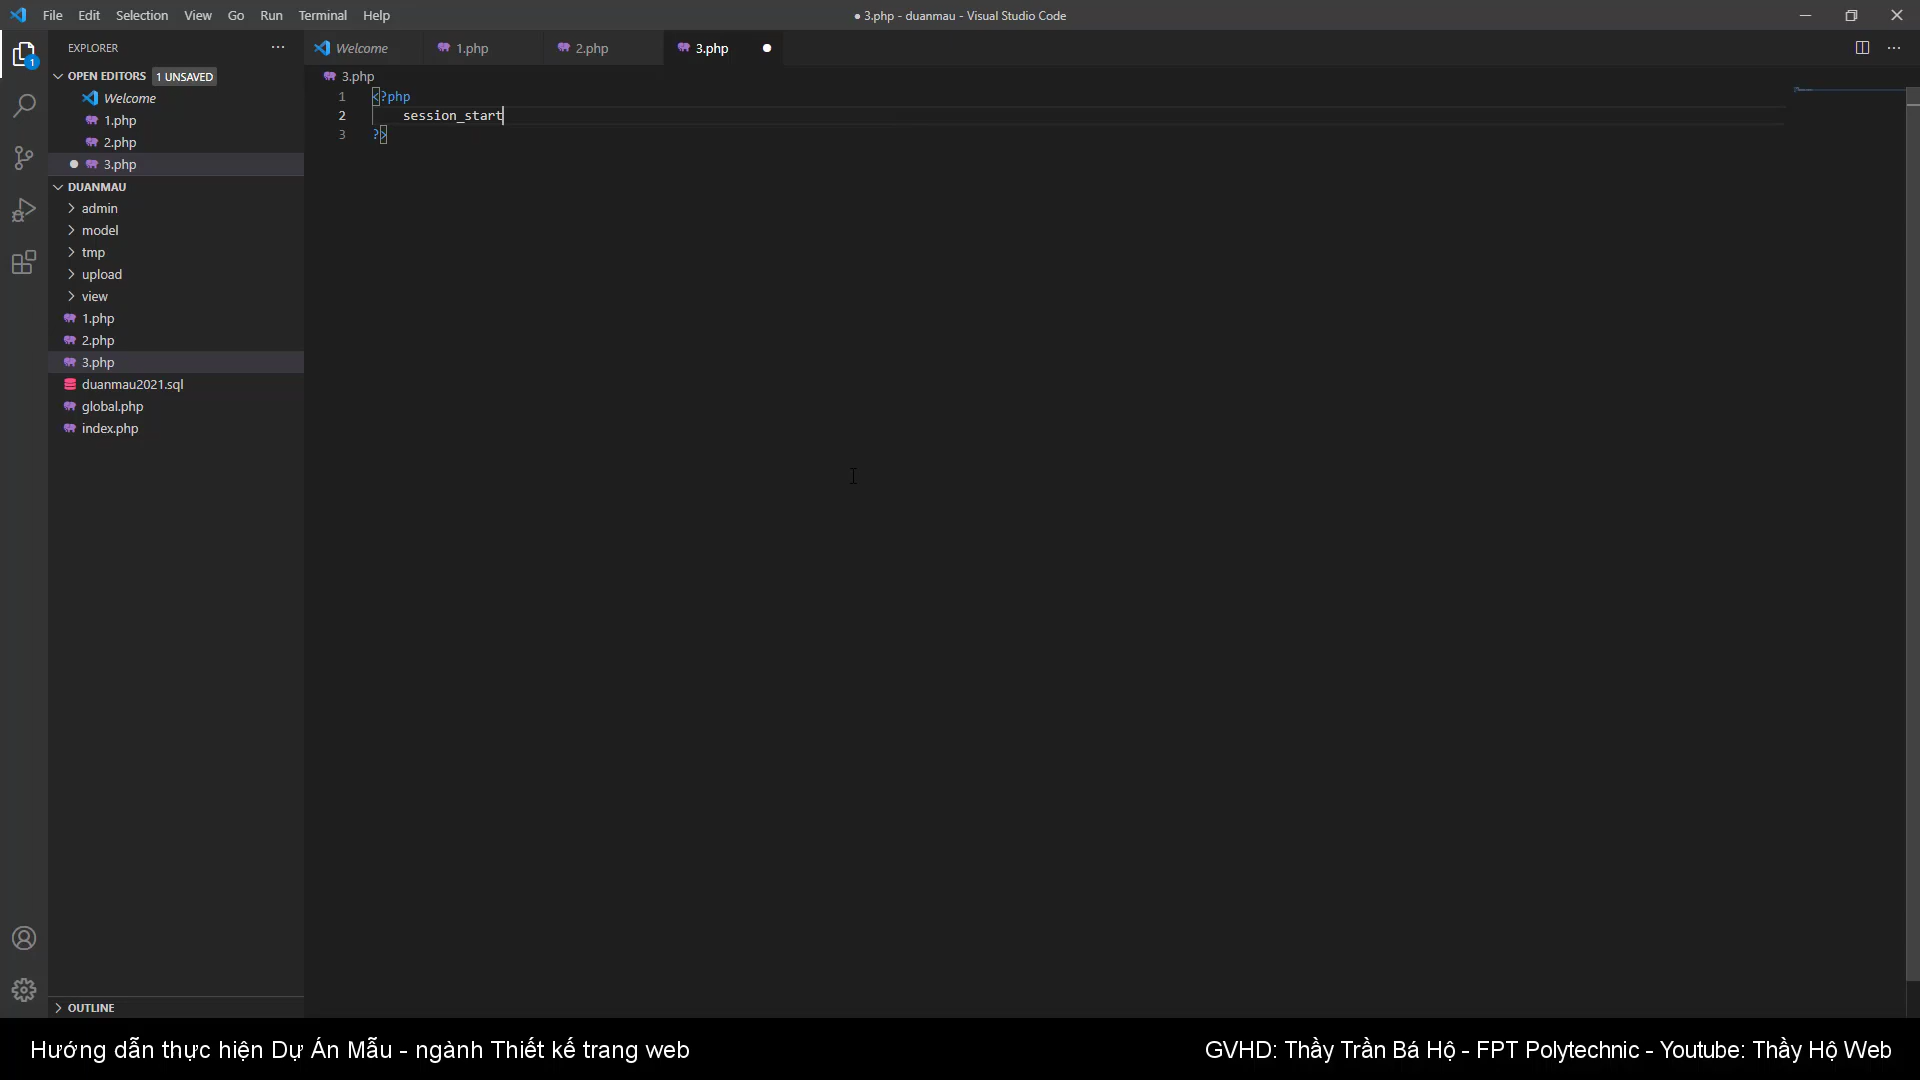 File Edit Selection View Go Run Terminal Help
● 3.php - duanmau - Visual Studio Code
EXPLORER
Welcome
1.php
2.php
3.php
OPEN EDITORS 1 UNSAVED
Welcome
1.php
2.php
3.php
DUANMAU
admin
model
tmp
upload
view
1.php
2.php
3.php
duanmau2021.sql
global.php
index.php
OUTLINE
1
3.php
1 <?php
2 session_start
3 ?>
Hướng dẫn thực hiện Dự Án Mẫu - ngành Thiết kế trang web
GVHD: Thầy Trần Bá Hộ - FPT Polytechnic - Youtube: Thầy Hộ Web